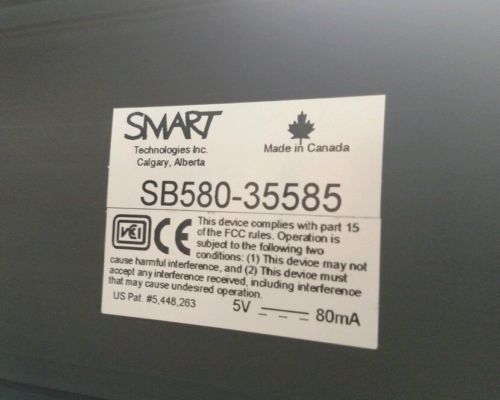 SMART
Technologies Inc.
Calgary, Alberta
Made in Canada
SB580-35585
VCI CE
This device complies with part 15
of the FCC rules. Operation is
subject to the following two
conditions: (1) This device may not
cause harmful interference, and (2) This device must
accept any interference received, including interference
that may cause undesired operation.
US Pat. #5,448,263
5V
80mA